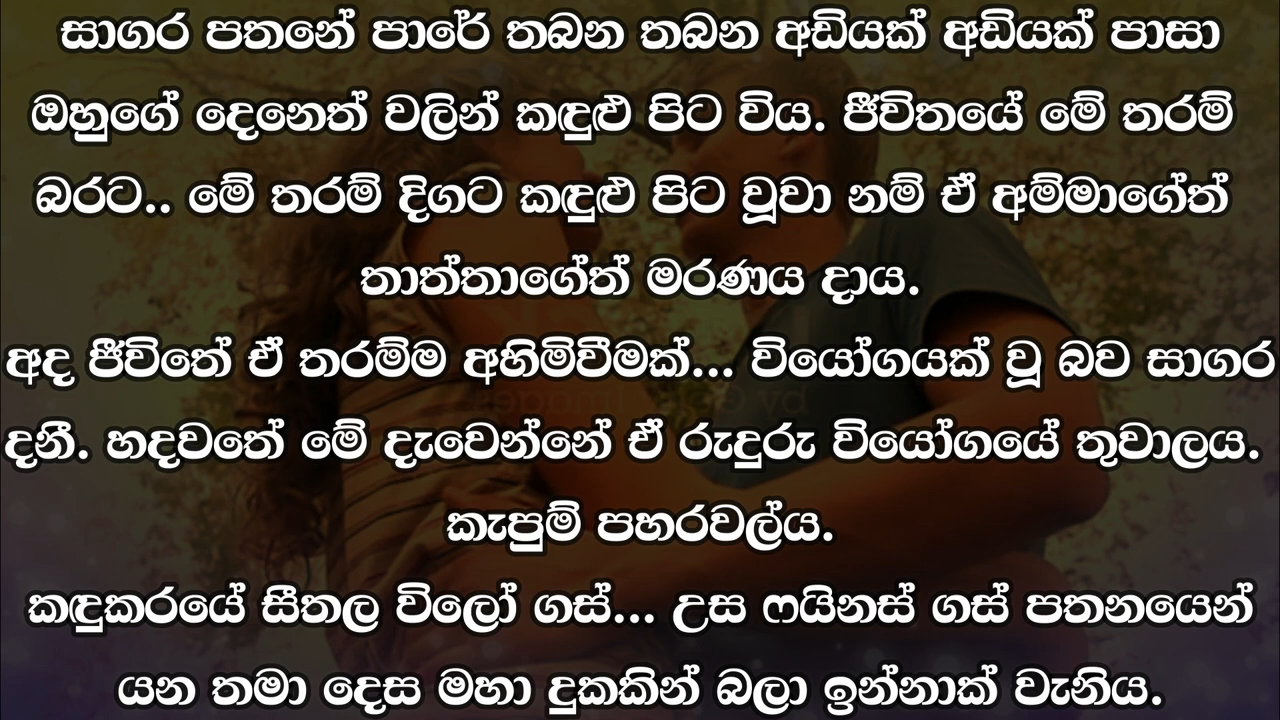 සාගර පතනේ පාරේ තබන තබන අඩියක් අඩියක් පාසා
ඔහුගේ දෙනෙත් වලින් කඳුළු පිට විය. ජීවිතයේ මේ තරම්
බරට.. මේ තරම් දිගට කඳුළු පිට වූවා නම් ඒ අම්මාගේත්
තාත්තාගේත් මරණය දාය.
අද ජීවිතේ ඒ තරම්ම අහිමිවීමක්... වියෝගයක් වූ බව සාගර
දනී. හදවතේ මේ දැවෙන්නේ ඒ රුදුරු වියෝගයේ තුවාලය.
කැපුම් පහරවල්ය.
කඳුකරයේ සීතල විලෝ ගස්... උස ෆයිනස් ගස් පතනයෙන්
යන තමා දෙස මහා දුකකින් බලා ඉන්නාක් වැනිය.